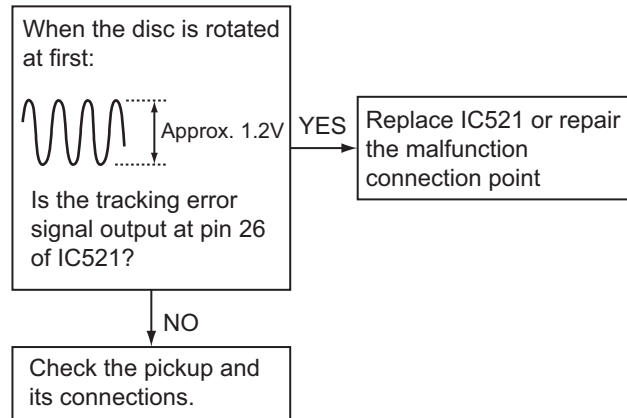 When the disc is rotated
at first:
Approx. 1.2V
Is the tracking error
signal output at pin 26
of IC521?
YES
Replace IC521 or repair
the malfunction
connection point
NO
Check the pickup and
its connections.